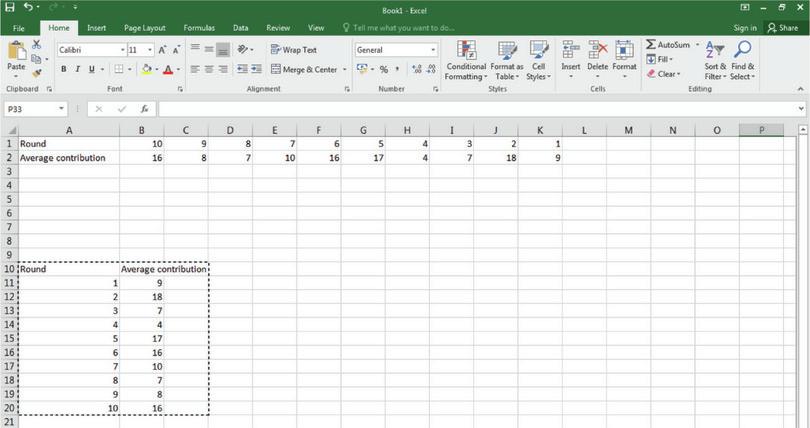 Book1 - Excel
File Home Insert Page Layout Formulas Data Review View Tell me what you want to do... Sign in Share
Paste Calibri 11 A A Wrap Text General AutoSum
B I U A Merge & Center % , Conditional Formatting Format as Table Cell Styles Insert Delete Format Fill Clear Sort & Filter Find & Select
Clipboard Font Alignment Number Styles Cells Editing
P33 fx
A B C D E F G H I J K L M N O P
1 Round 10 9 8 7 6 5 4 3 2 1
2 Average contribution 16 8 7 10 16 17 4 7 18 9
3
4
5
6
7
8
9
10 Round Average contribution
11 1 9
12 2 18
13 3 7
14 4 4
15 5 17
16 6 16
17 7 10
18 8 7
19 9 8
20 10 16
21